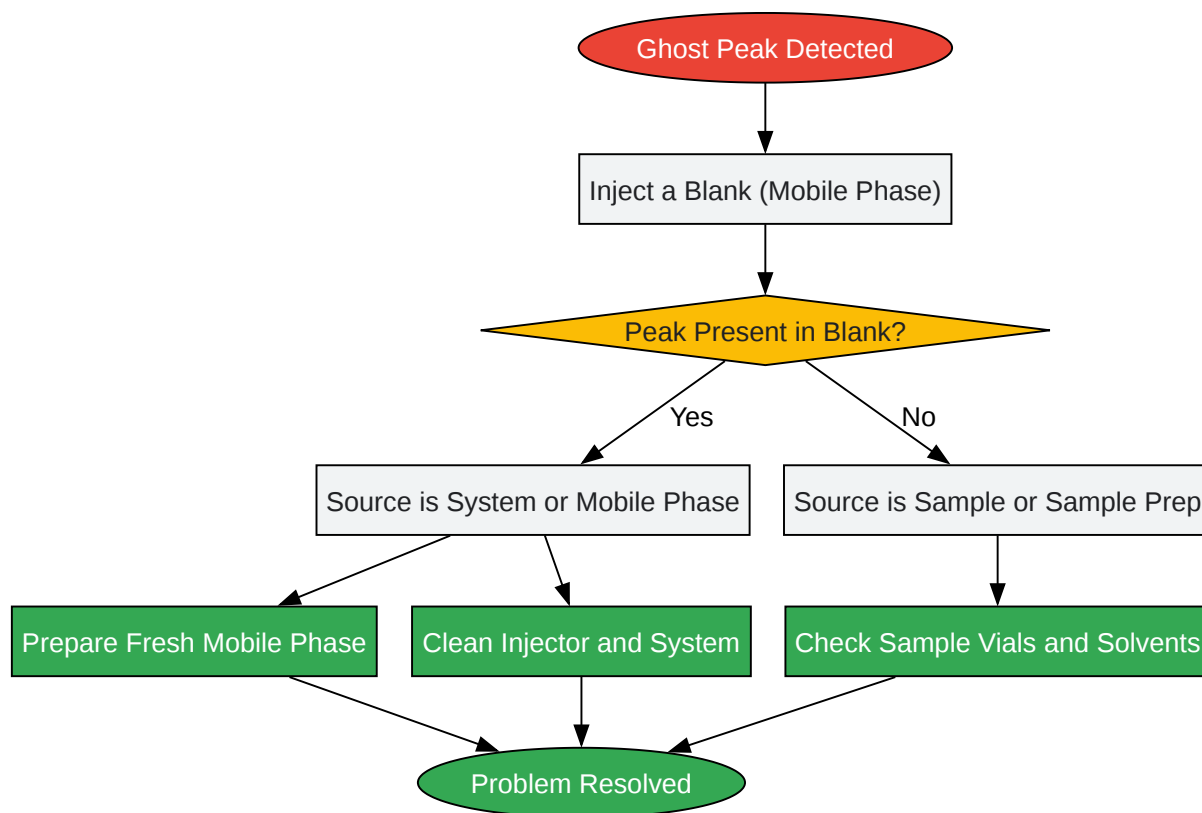 Ghost Peak Detected
Inject a Blank (Mobile Phase)
Peak Present in Blank?
Yes
No
Source is System or Mobile Phase
Source is Sample or Sample Prep
Prepare Fresh Mobile Phase
Clean Injector and System
Check Sample Vials and Solvents
Problem Resolved